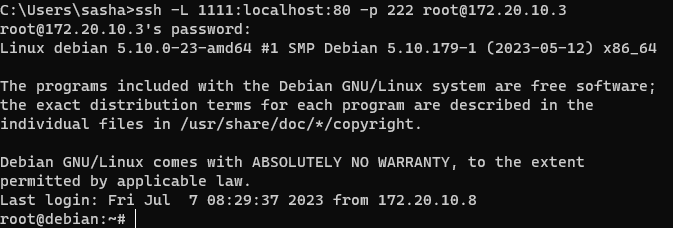 C:\Users\sasha>ssh -L 1111:localhost:80 -p 222 root@172.20.10.3
root@172.20.10.3's password:
Linux debian 5.10.0-23-amd64 #1 SMP Debian 5.10.179-1 (2023-05-12) x86_64
The programs included with the Debian GNU/Linux system are free software;
the exact distribution terms for each program are described in the
individual files in /usr/share/doc/*/copyright.
Debian GNU/Linux comes with ABSOLUTELY NO WARRANTY, to the extent
permitted by applicable law.
Last login: Fri Jul  7 08:29:37 2023 from 172.20.10.8
root@debian:~#